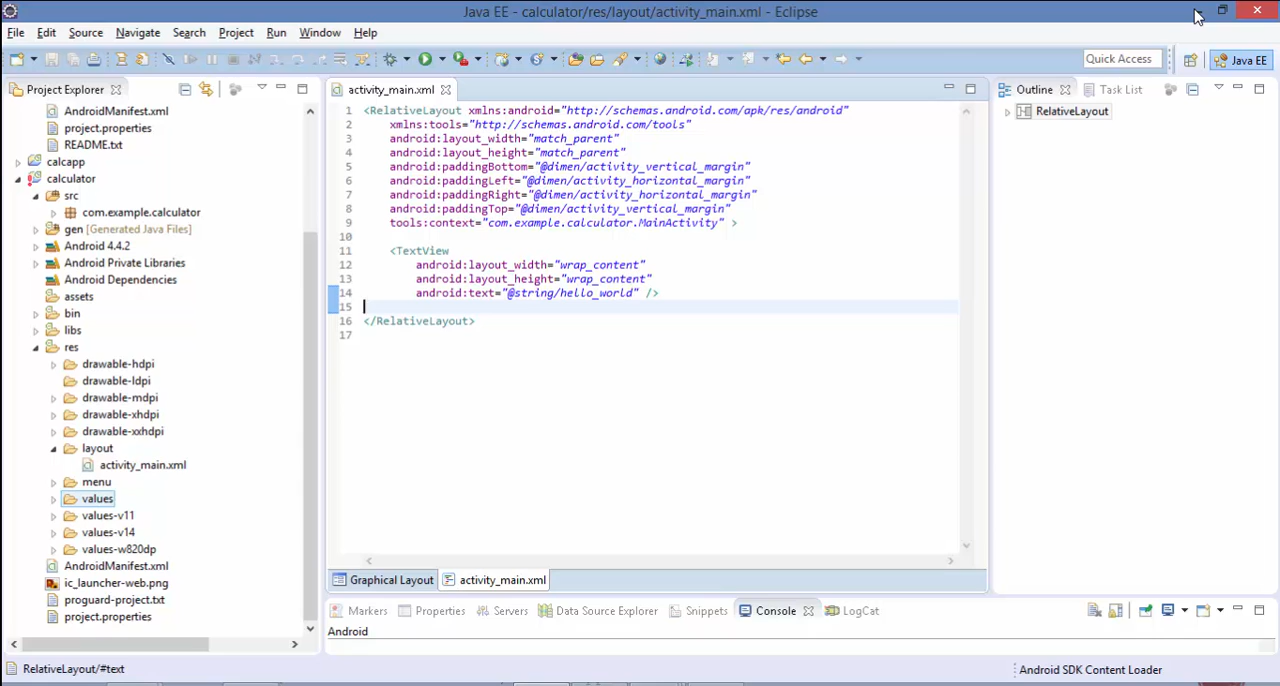 Java EE - calculator/res/layout/activity_main.xml - Eclipse
File Edit Source Navigate Search Project Run Window Help
Quick Access
Java EE
Project Explorer
AndroidManifest.xml
project.properties
README.txt
calcapp
calculator
src
com.example.calculator
gen [Generated Java Files]
Android 4.4.2
Android Private Libraries
Android Dependencies
assets
bin
libs
res
drawable-hdpi
drawable-ldpi
drawable-mdpi
drawable-xhdpi
drawable-xxhdpi
layout
activity_main.xml
menu
values
values-v11
values-v14
values-w820dp
AndroidManifest.xml
ic_launcher-web.png
proguard-project.txt
project.properties
activity_main.xml
1 <RelativeLayout xmlns:android="http://schemas.android.com/apk/res/android"
2 xmlns:tools="http://schemas.android.com/tools"
3 android:layout_width="match_parent"
4 android:layout_height="match_parent"
5 android:paddingBottom="@dimen/activity_vertical_margin"
6 android:paddingLeft="@dimen/activity_horizontal_margin"
7 android:paddingRight="@dimen/activity_horizontal_margin"
8 android:paddingTop="@dimen/activity_vertical_margin"
9 tools:context="com.example.calculator.MainActivity" >
10
11 <TextView
12 android:layout_width="wrap_content"
13 android:layout_height="wrap_content"
14 android:text="@string/hello_world" />
15
16 </RelativeLayout>
17
Graphical Layout activity_main.xml
Outline Task List
RelativeLayout
Markers Properties Servers Data Source Explorer Snippets Console LogCat
Android
RelativeLayout/#text
Android SDK Content Loader